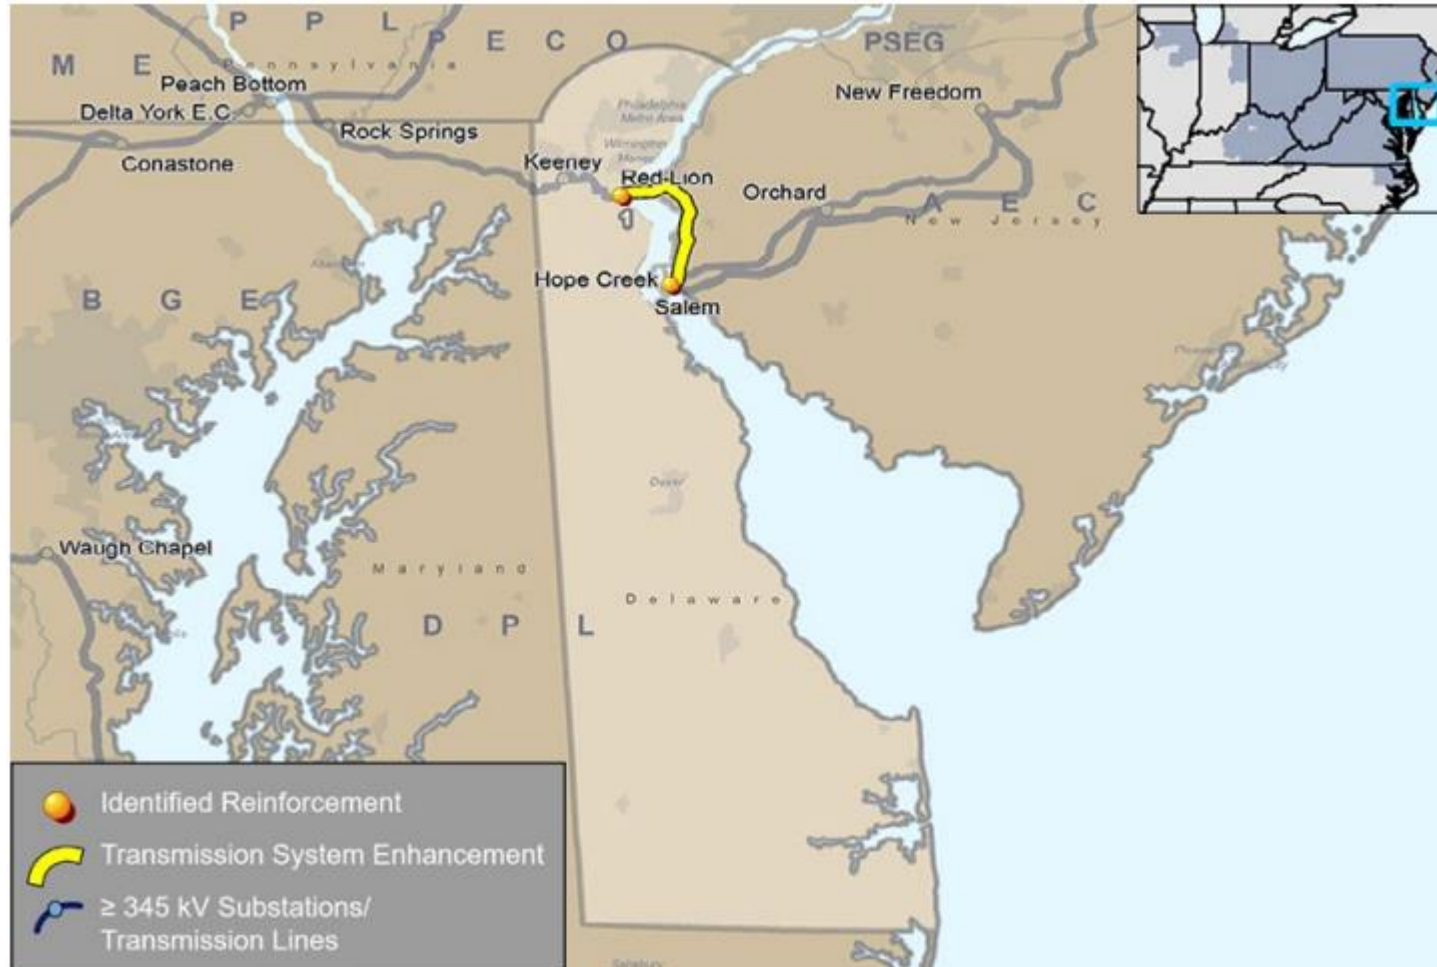 P P L
P E C O
PSEG
M E
Pennsylvania
Peach Bottom
New Freedom
Delta York E.C.
Philadelphia
Metro Area
Rock Springs
Conastone
Wilmington
Keeney
Red Lion
Orchard
A E C
New Jersey
1
Hope Creek
Salem
B G E
Dover
Waugh Chapel
Maryland
Delaware
D P L
Identified Reinforcement
Transmission System Enhancement
≥ 345 kV Substations/
Transmission Lines
Salisbury